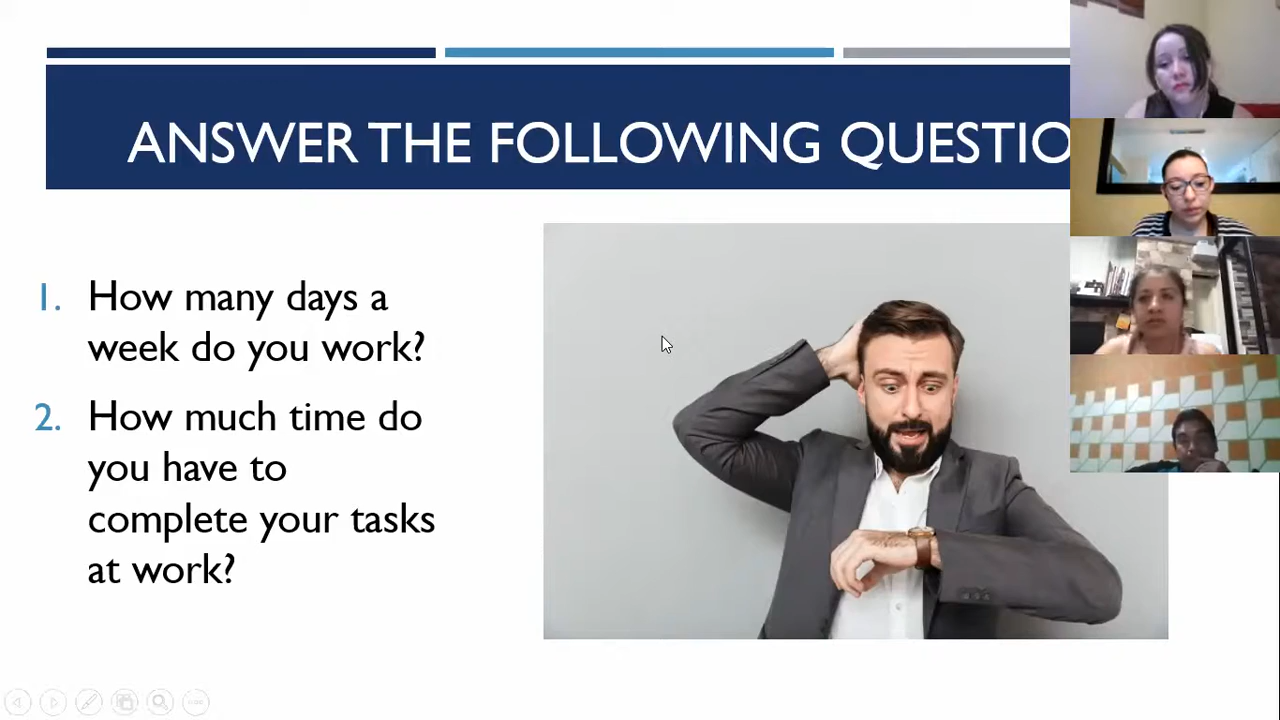 ANSWER THE FOLLOWING QUESTIO
1. How many days a
week do you work?
2. How much time do
you have to
complete your tasks
at work?